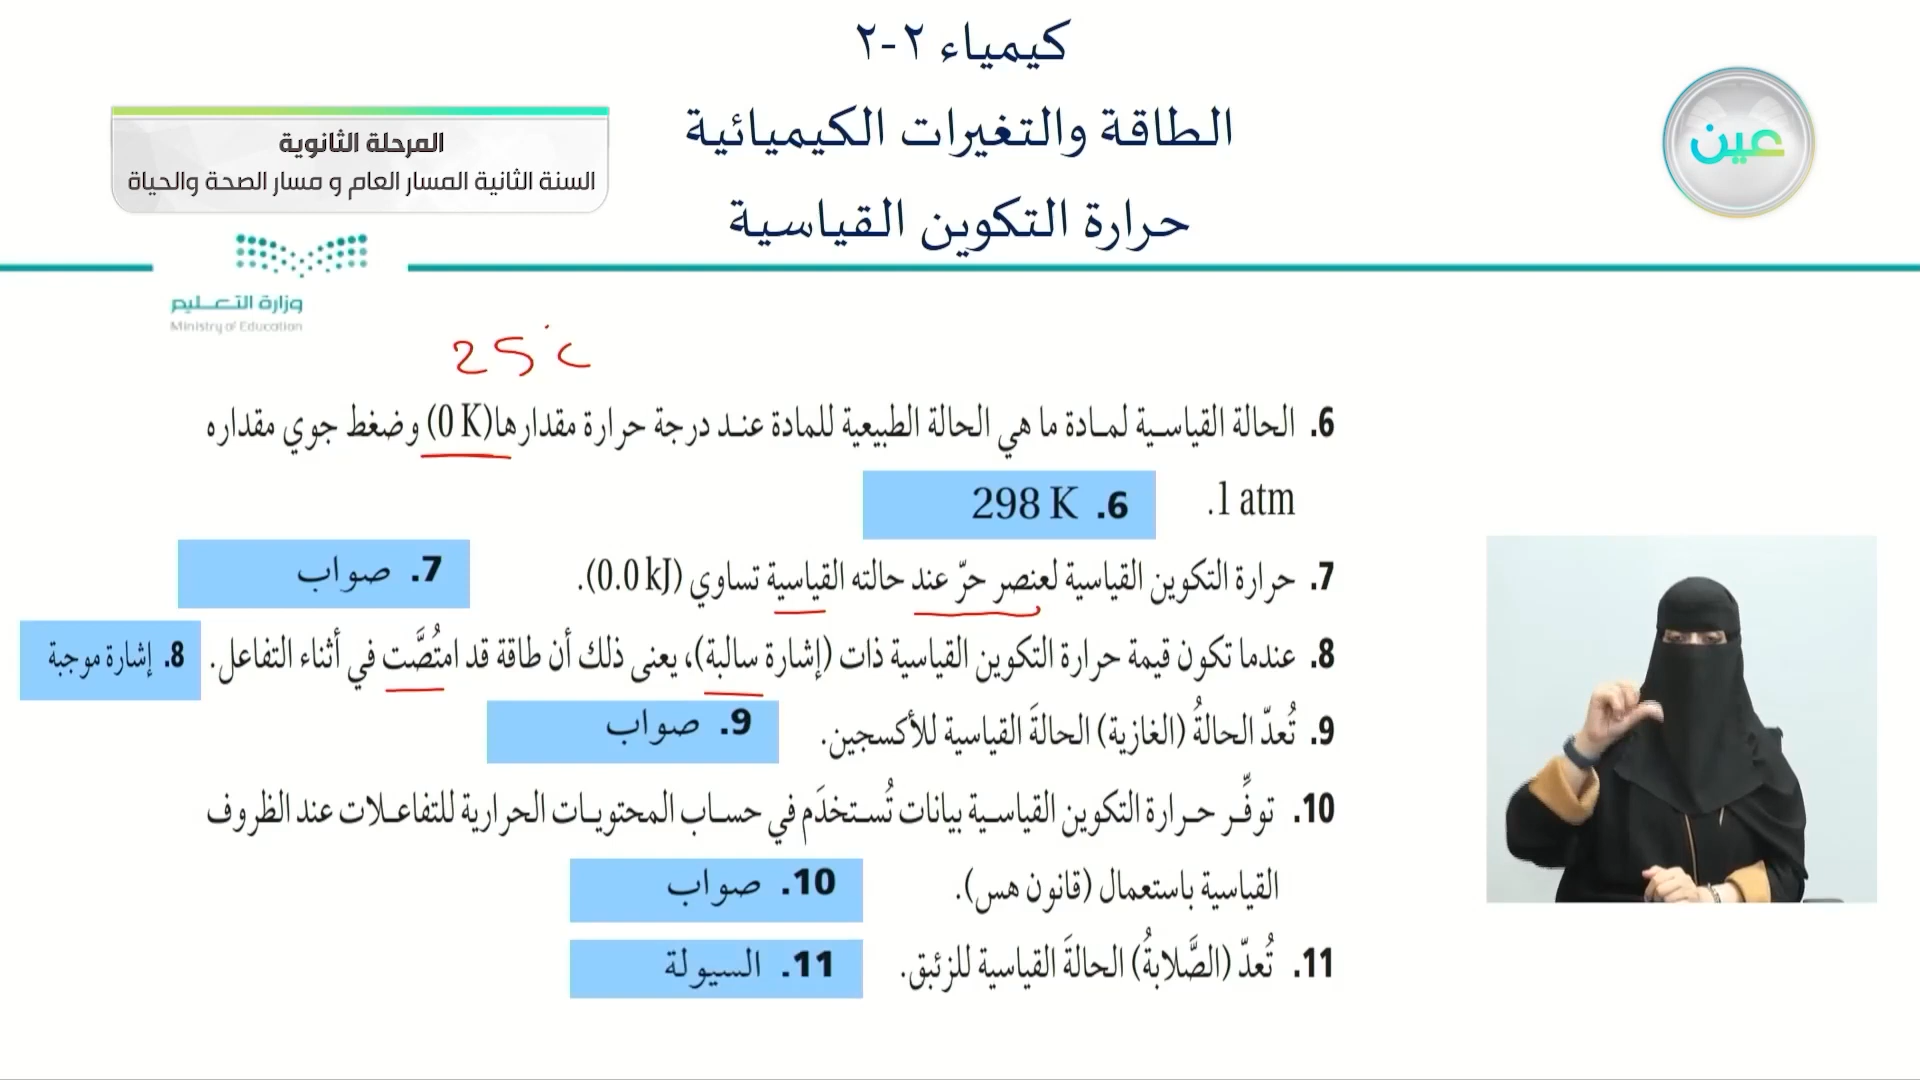 كيمياء ٢-٢
الطاقة والتغيرات الكيميائية
حرارة التكوين القياسية
عين
المرحلة الثانوية
السنة الثانية المسار العام و مسار الصحة والحياة
وزارة التعليم
Ministry of Education
25°C
6. الحالة القياسية لمادة ما هي الحالة الطبيعية للمادة عند درجة حرارة مقدارها (0 K) وضغط جوي مقداره
1 atm.
6. 298 K
7. حرارة التكوين القياسية لعنصر حرّ عند حالته القياسية تساوي (0.0 kJ).
7. صواب
8. عندما تكون قيمة حرارة التكوين القياسية ذات (إشارة سالبة)، يعنى ذلك أن طاقة قد امتُصَّت في أثناء التفاعل.
8. إشارة موجبة
9. تُعدّ الحالةُ (الغازية) الحالةَ القياسية للأكسجين.
9. صواب
10. توفِّر حرارة التكوين القياسية بيانات تُستخدَم في حساب المحتويات الحرارية للتفاعلات عند الظروف
القياسية باستعمال (قانون هس).
10. صواب
11. تُعدّ (الصَّلابةُ) الحالةَ القياسية للزئبق.
11. السيولة